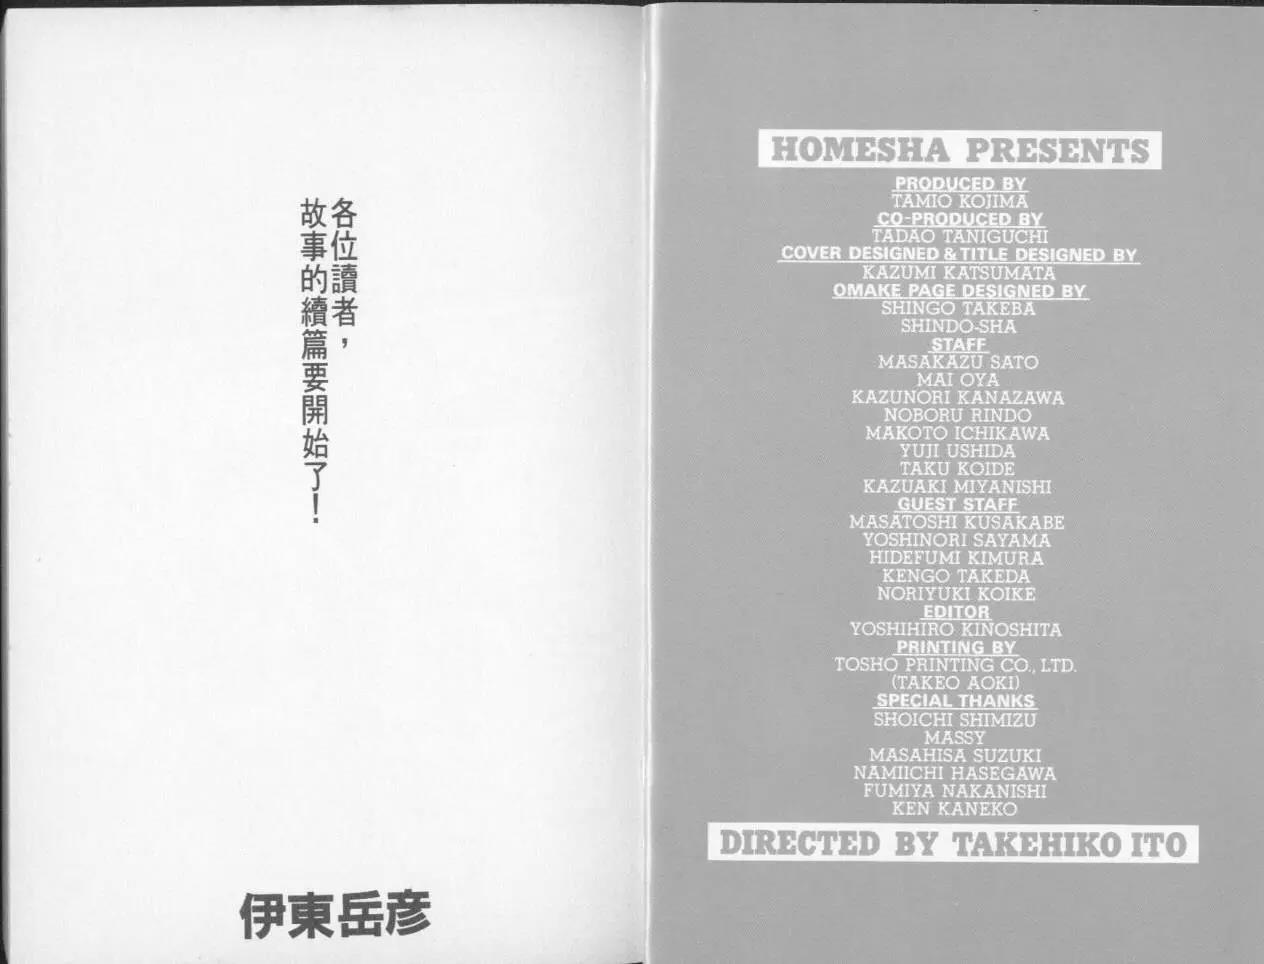 各位讀者，
故事的續篇要開始了！
伊東岳彦
HOMESHA PRESENTS
PRODUCED BY
TAMIO KOJIMA
CO-PRODUCED BY
TADAO TANIGUCHI
COVER DESIGNED & TITLE DESIGNED BY
KAZUMI KATSUMATA
OMAKE PAGE DESIGNED BY
SHINGO TAKEBA
SHINDO-SHA
STAFF
MASAKAZU SATO
MAI OYA
KAZUNORI KANAZAWA
NOBORU RINDO
MAKOTO ICHIKAWA
YUJI USHIDA
TAKU KOIDE
KAZUAKI MIYANISHI
GUEST STAFF
MASATOSHI KUSAKABE
YOSHINORI SAYAMA
HIDEFUMI KIMURA
KENGO TAKEDA
NORIYUKI KOIKE
EDITOR
YOSHIHIRO KINOSHITA
PRINTING BY
TOSHO PRINTING CO., LTD.
(TAKEO AOKI)
SPECIAL THANKS
SHOICHI SHIMIZU
MASSY
MASAHISA SUZUKI
NAMIICHI HASEGAWA
FUMIYA NAKANISHI
KEN KANEKO
DIRECTED BY TAKEHIKO ITO